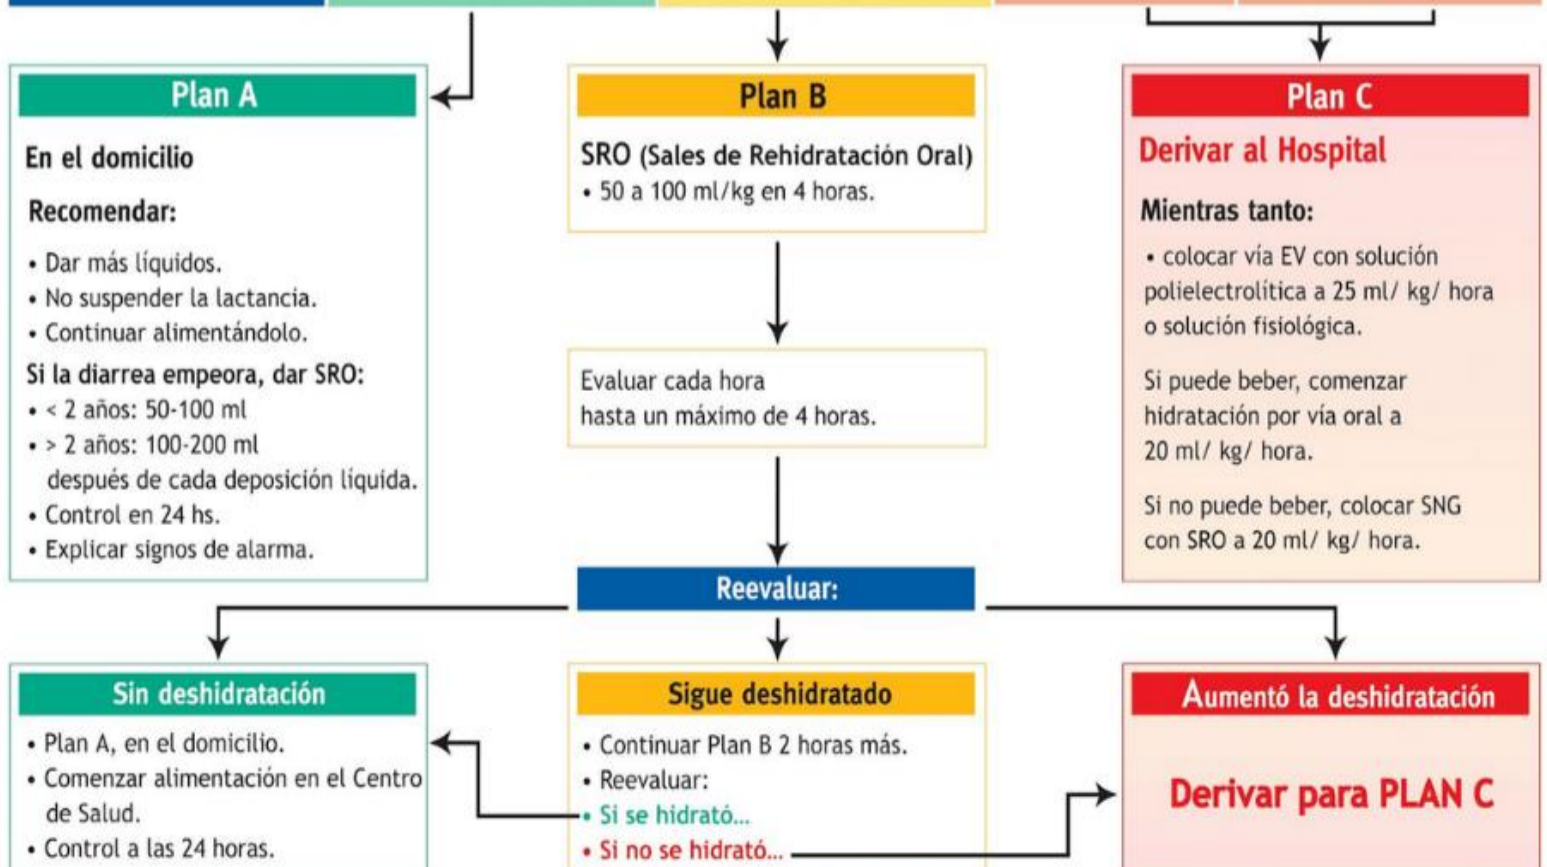 Plan A
En el domicilio
Recomendar:
• Dar más líquidos.
• No suspender la lactancia.
• Continuar alimentándolo.
Si la diarrea empeora, dar SRO:
• < 2 años: 50-100 ml
• > 2 años: 100-200 ml
después de cada deposición líquida.
• Control en 24 hs.
• Explicar signos de alarma.
Plan B
SRO (Sales de Rehidratación Oral)
• 50 a 100 ml/kg en 4 horas.
Evaluar cada hora
hasta un máximo de 4 horas.
Plan C
Derivar al Hospital
Mientras tanto:
• colocar vía EV con solución
polielectrolítica a 25 ml/ kg/ hora
o solución fisiológica.
Si puede beber, comenzar
hidratación por vía oral a
20 ml/ kg/ hora.
Si no puede beber, colocar SNG
con SRO a 20 ml/ kg/ hora.
Reevaluar:
Sin deshidratación
• Plan A, en el domicilio.
• Comenzar alimentación en el Centro
de Salud.
• Control a las 24 horas.
Sigue deshidratado
• Continuar Plan B 2 horas más.
• Reevaluar:
• Si se hidrató...
• Si no se hidrató...
Aumentó la deshidratación
Derivar para PLAN C